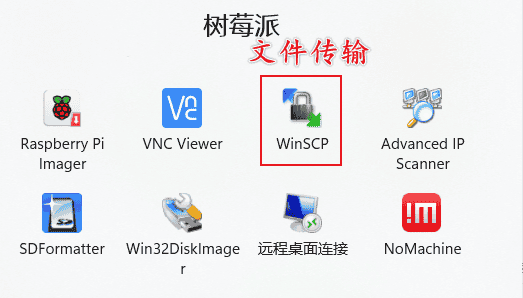 树莓派
文件传输
Raspberry Pi
Imager
VNC Viewer
WinSCP
Advanced IP
Scanner
SDFormatter
Win32DiskImage
r
远程桌面连接
NoMachine